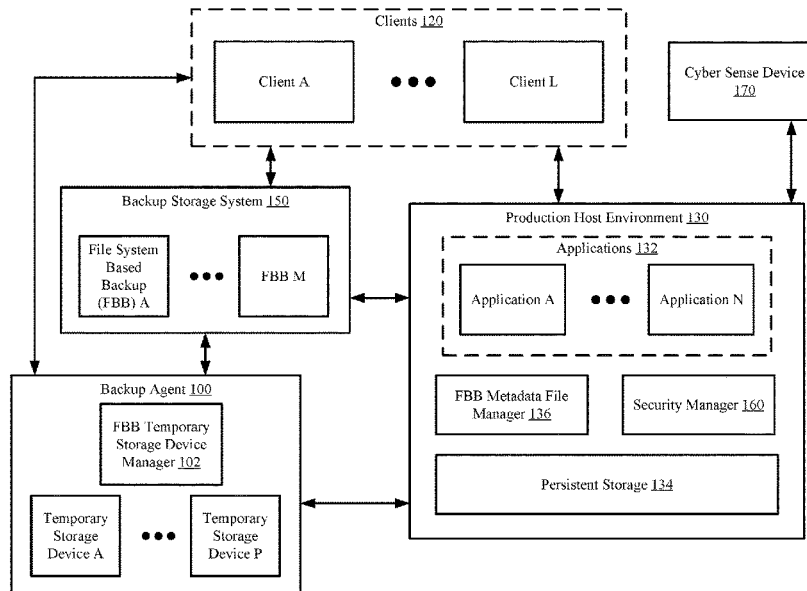 Clients 120
Client A
Client L
Cyber Sense Device
170
Backup Storage System 150
File System
Based
Backup
(FBB) A
FBB M
Production Host Environment 130
Applications 132
Application A
Application N
FBB Metadata File
Manager 136
Security Manager 160
Persistent Storage 134
Backup Agent 100
FBB Temporary
Storage Device
Manager 102
Temporary
Storage
Device A
Temporary
Storage
Device P